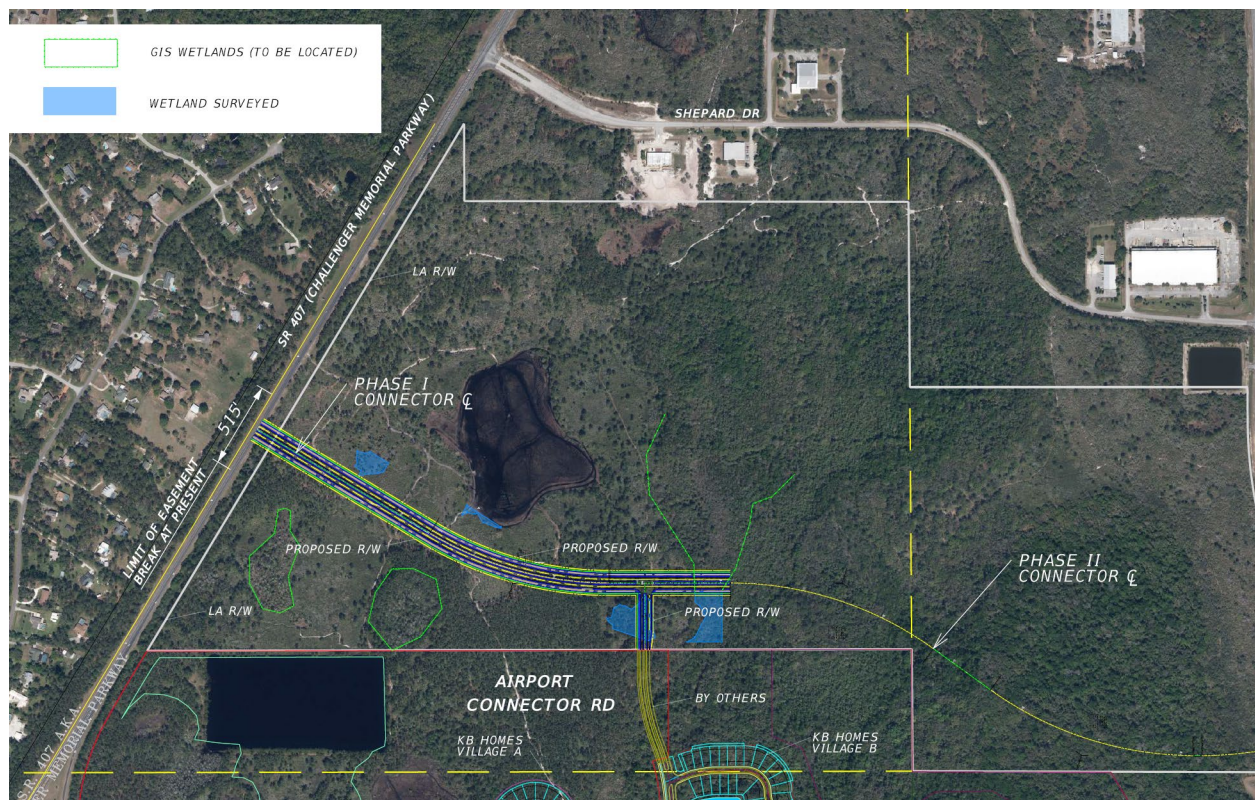 GIS WETLANDS (TO BE LOCATED)
WETLAND SURVEYED
SHEPARD DR
SR 407 (CHALLENGER MEMORIAL PARKWAY)
LA R/W
PHASE I
CONNECTOR ℄
515'
LIMIT OF EASEMENT
BREAK AT PRESENT
PROPOSED R/W
PROPOSED R/W
PHASE II
CONNECTOR ℄
LA R/W
PROPOSED R/W
AIRPORT
CONNECTOR RD
BY OTHERS
KB HOMES
VILLAGE A
KB HOMES
VILLAGE B
S.R. 407 A.K.A.
MEMORIAL PARKWAY